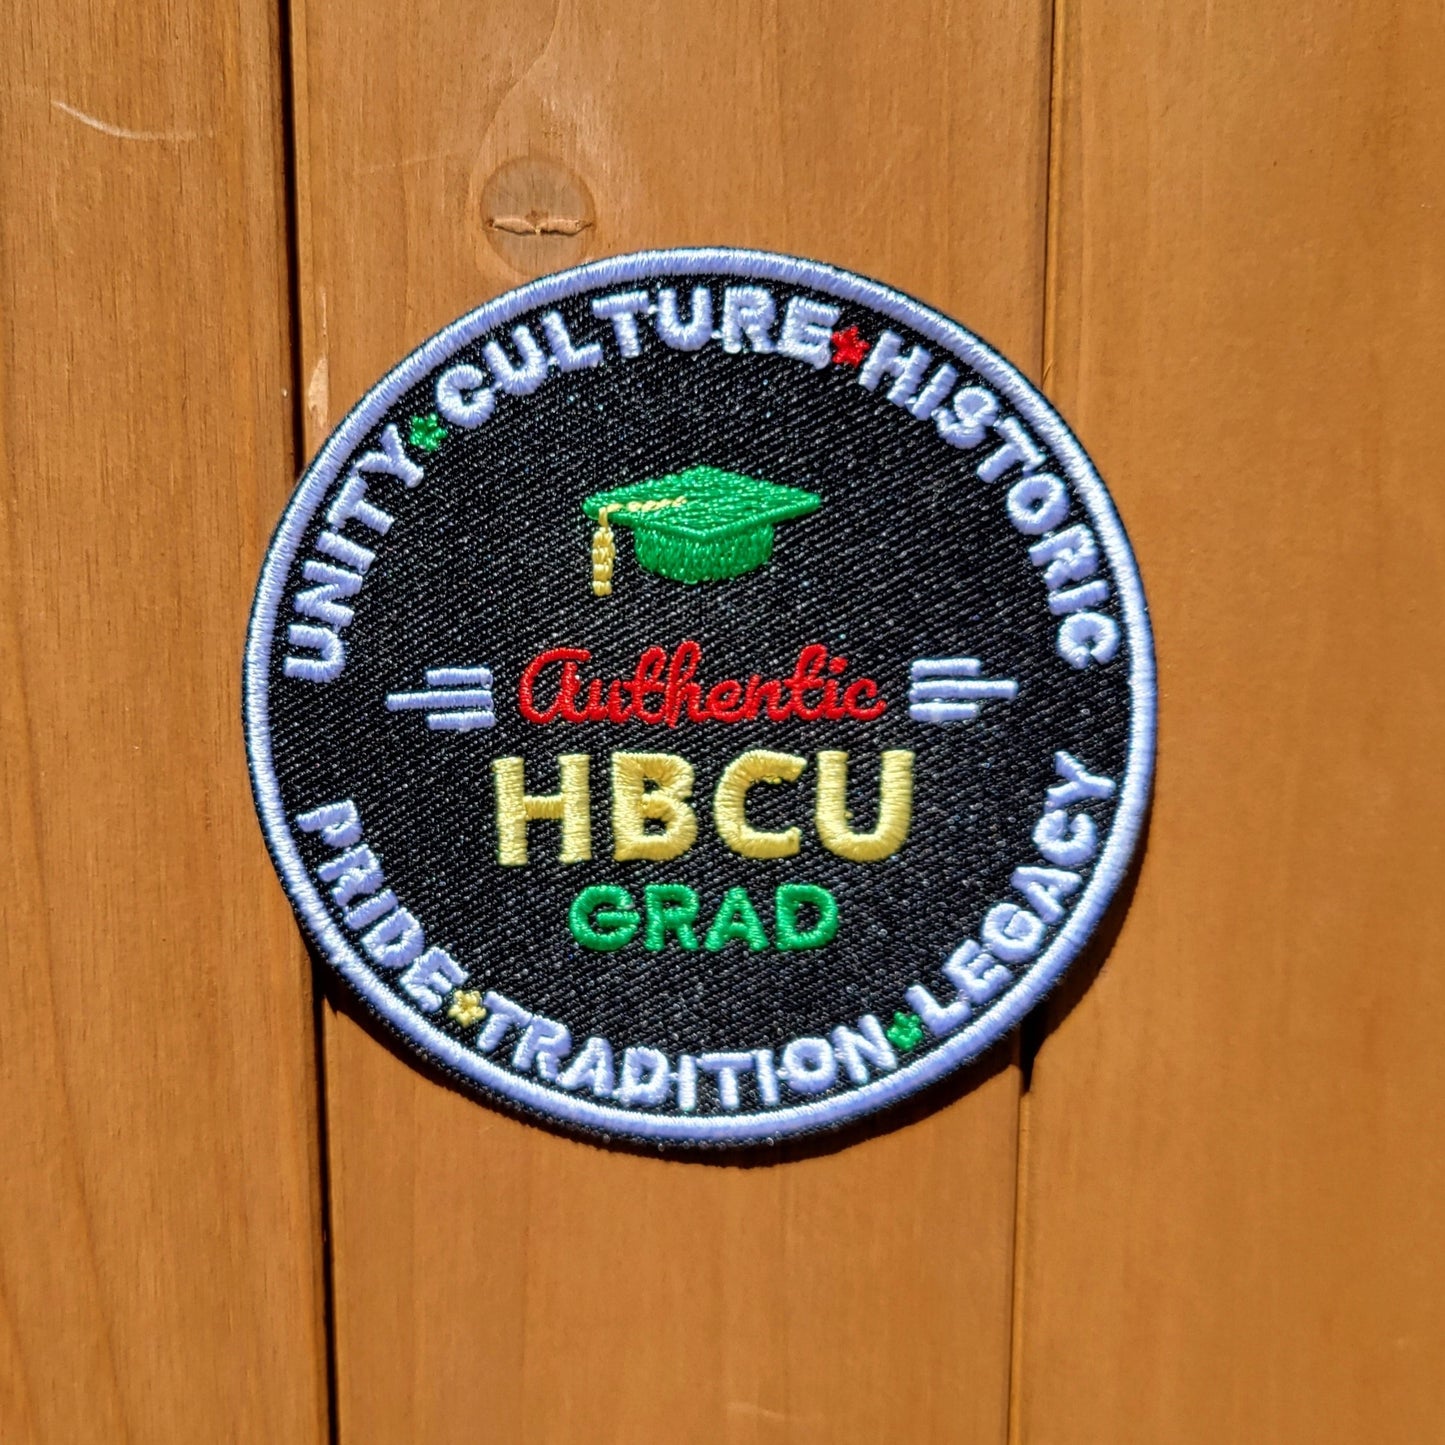 UNITY CULTURE HISTORIC
Authentic
HBCU
GRAD
PRIDE TRADITION LEGACY